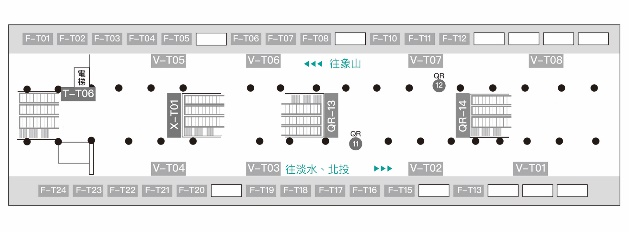 F-T01 F-T02 F-T03 F-T04 F-T05 F-T06 F-T07 F-T08 F-T10 F-T11 F-T12
V-T05 V-T06 往象山 V-T07 V-T08
電梯
QR 12
T-T06
X-T01
QR-13
QR-14
QR 11
V-T04 V-T03 往淡水、北投 V-T02 V-T01
F-T24 F-T23 F-T22 F-T21 F-T20 F-T19 F-T18 F-T17 F-T16 F-T15 F-T13